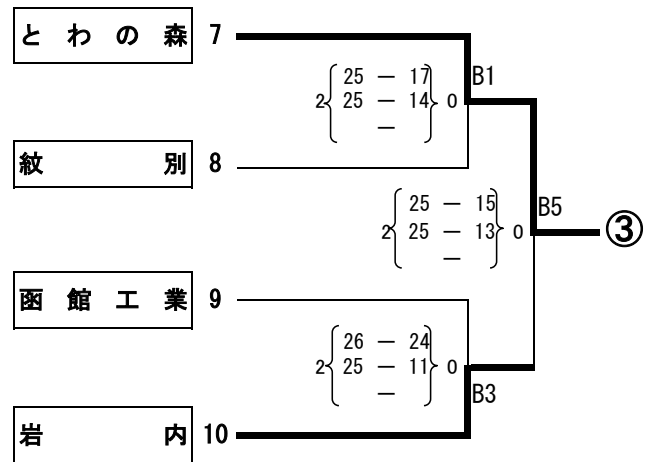 とわの森 7
25 － 17 B1
2 25 － 14 0
－
紋別 8
25 － 15 B5
2 25 － 13 0 ③
－
函館工業 9
26 － 24
2 25 － 11 0
－ B3
岩内 10